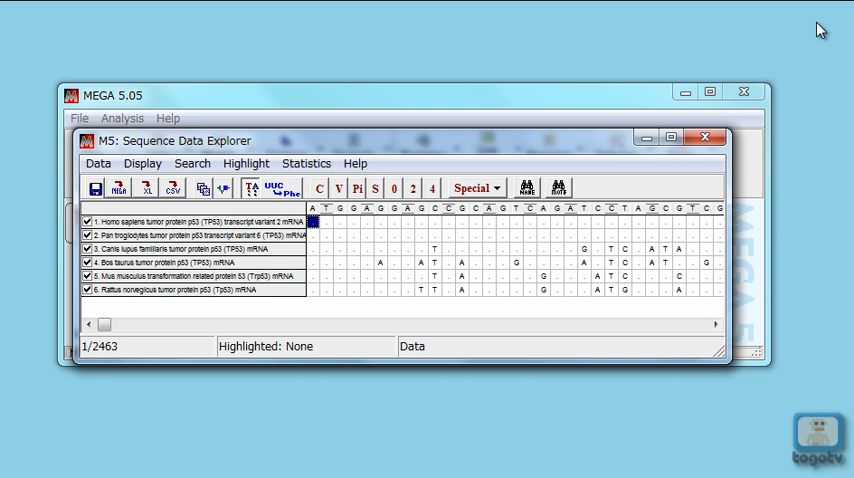 MEGA 5.05
File Analysis Help
M5: Sequence Data Explorer
Data Display Search Highlight Statistics Help
MEGA XL CSV TA UUC Phe C V Pi S 0 2 4 Special NAME MOTIF
A T G G A G G A G C C G C A G T C A G A T C C T A G C G T C G
1. Homo sapiens tumor protein p53 (TP53) transcript variant 2 mRNA
2. Pan troglodytes tumor protein p53 transcript variant 6 (TP53) mRNA
3. Canis lupus familiaris tumor protein p53 (TP53) mRNA . . . . . . . . . T . . . . . . . . . . G . T C . A T A . . .
4. Bos taurus tumor protein p53 (TP53) mRNA . . . . . A . . A T . A . . . G . . . . A . T C . A T . . G .
5. Mus musculus transformation related protein 53 (Trp53) mRNA . . . . . . . . . T . A . . . . . G . . . A T C . . . C . . .
6. Rattus norvegicus tumor protein p53 (Tp53) mRNA . . . . . . . . T T . A . . . . . G . . . A T G . . . A . . .
1/2463 Highlighted: None Data
MEGA 5
togotv